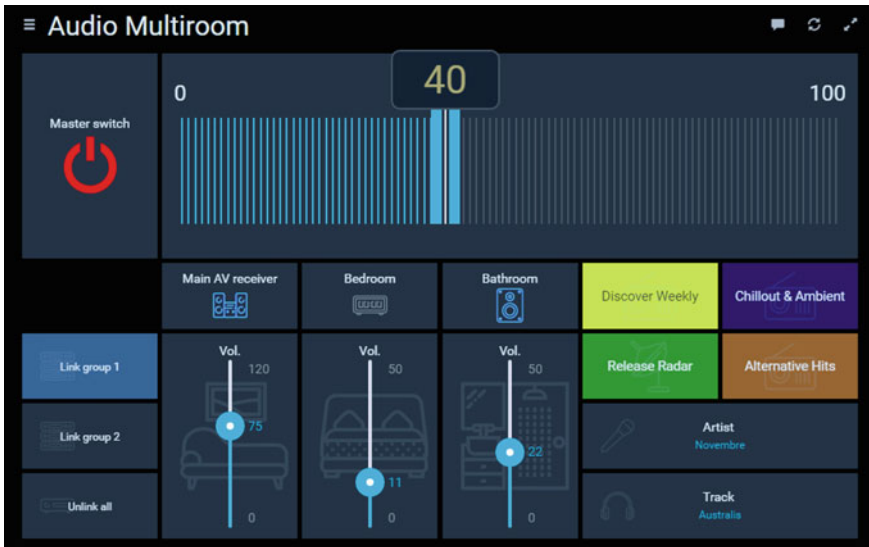 Audio Multiroom
40
0
100
Master switch
Main AV receiver
Bedroom
Bathroom
Discover Weekly
Chillout & Ambient
Link group 1
Vol.
120
75
0
Vol.
50
11
0
Vol.
50
22
0
Release Radar
Alternative Hits
Link group 2
Artist
Novembre
Unlink all
Track
Australis